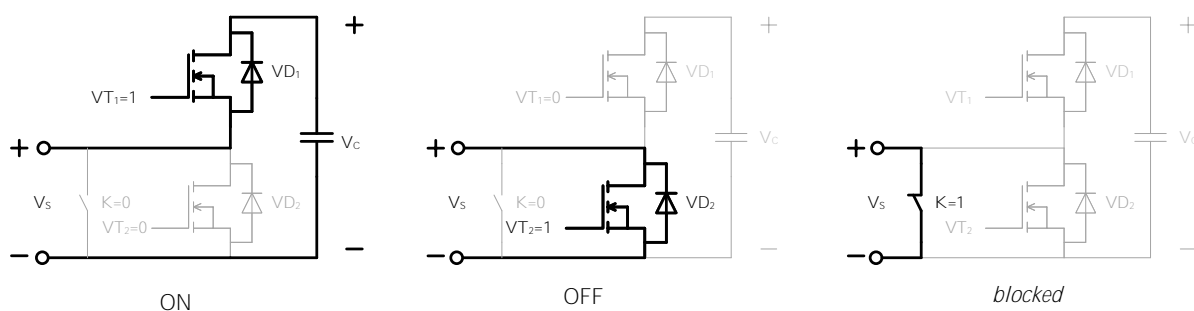 +
VD₁
VT₁=1
Vc
+
Vs
K=0
VD₂
VT₂=0
−
−
ON
+
VD₁
VT₁=0
Vc
+
Vs
K=0
VD₂
VT₂=1
−
−
OFF
+
VD₁
VT₁
Vc
+
Vs
K=1
VD₂
VT₂
−
−
blocked